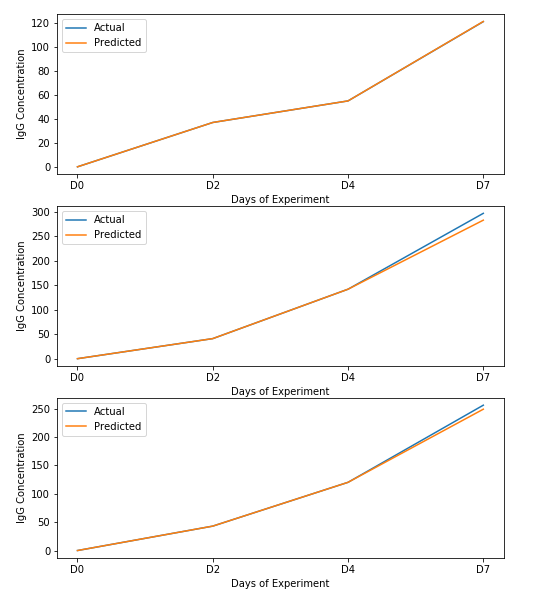 120
100
80
60
40
20
0
IgG Concentration
Actual
Predicted
D0 D2 D4 D7
Days of Experiment
300
250
200
150
100
50
0
IgG Concentration
Actual
Predicted
D0 D2 D4 D7
Days of Experiment
250
200
150
100
50
0
IgG Concentration
Actual
Predicted
D0 D2 D4 D7
Days of Experiment